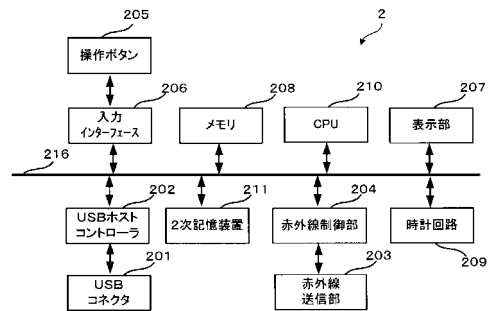 205
2
操作ボタン
206
208
210
207
入力
インターフェース
メモリ
CPU
表示部
216
202
211
204
USBホスト
コントローラ
2次記憶装置
赤外線制御部
時計回路
201
203
209
USB
コネクタ
赤外線
送信部